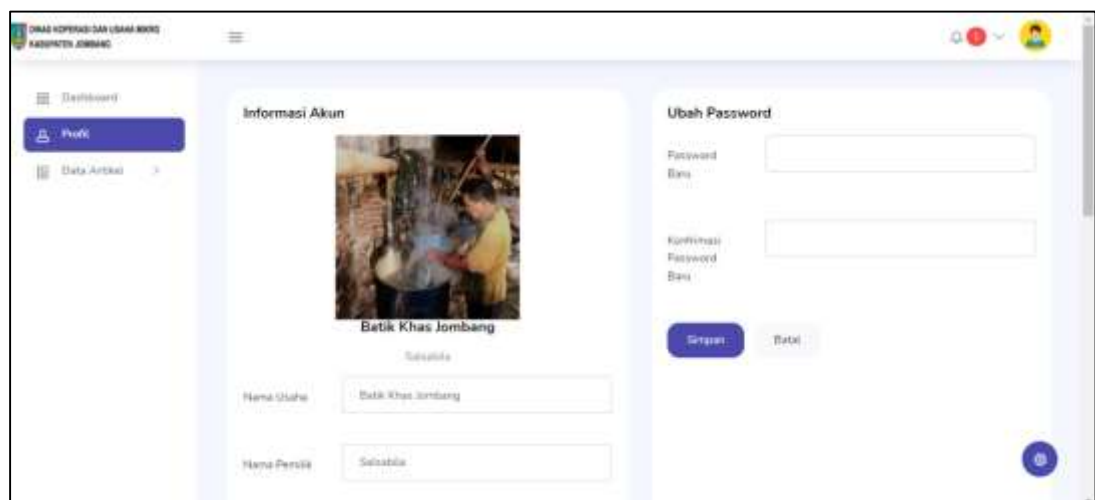 DINAS KOPERASI DAN USAHA MIKRO
KABUPATEN JOMBANG
1
Dashboard
Profil
Data Artikel
Informasi Akun
Batik Khas Jombang
Salsabila
Nama Usaha
Batik Khas Jombang
Nama Pemilik
Salsabila
Ubah Password
Password
Baru
Konfirmasi
Password
Baru
Simpan
Batal